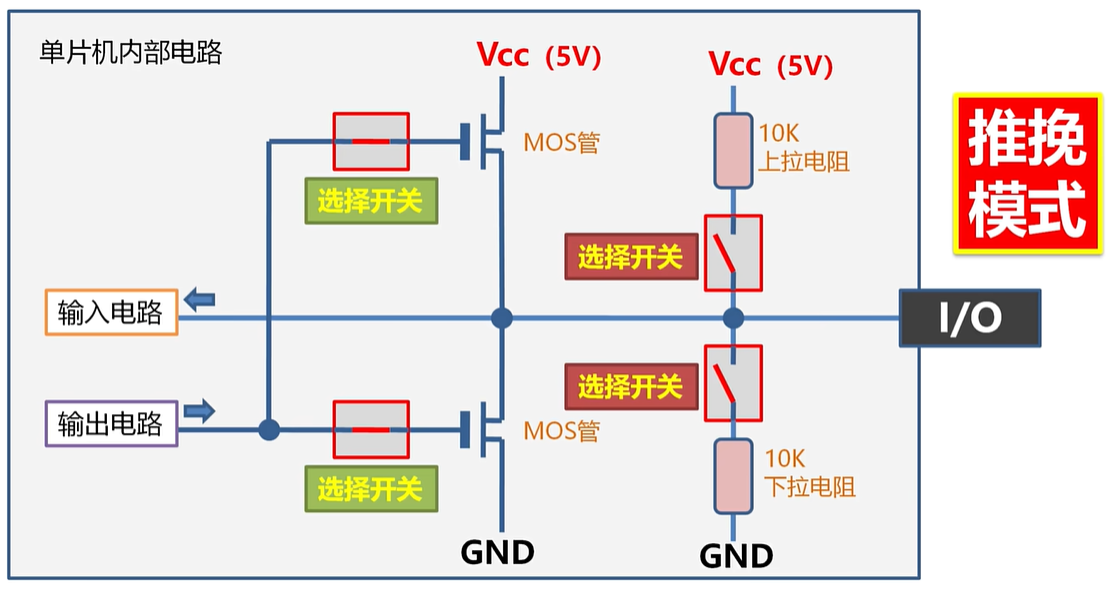 单片机内部电路
Vcc（5V）
Vcc（5V）
推挽
模式
MOS管
10K
上拉电阻
选择开关
选择开关
输入电路
I/O
选择开关
输出电路
MOS管
10K
下拉电阻
选择开关
GND
GND